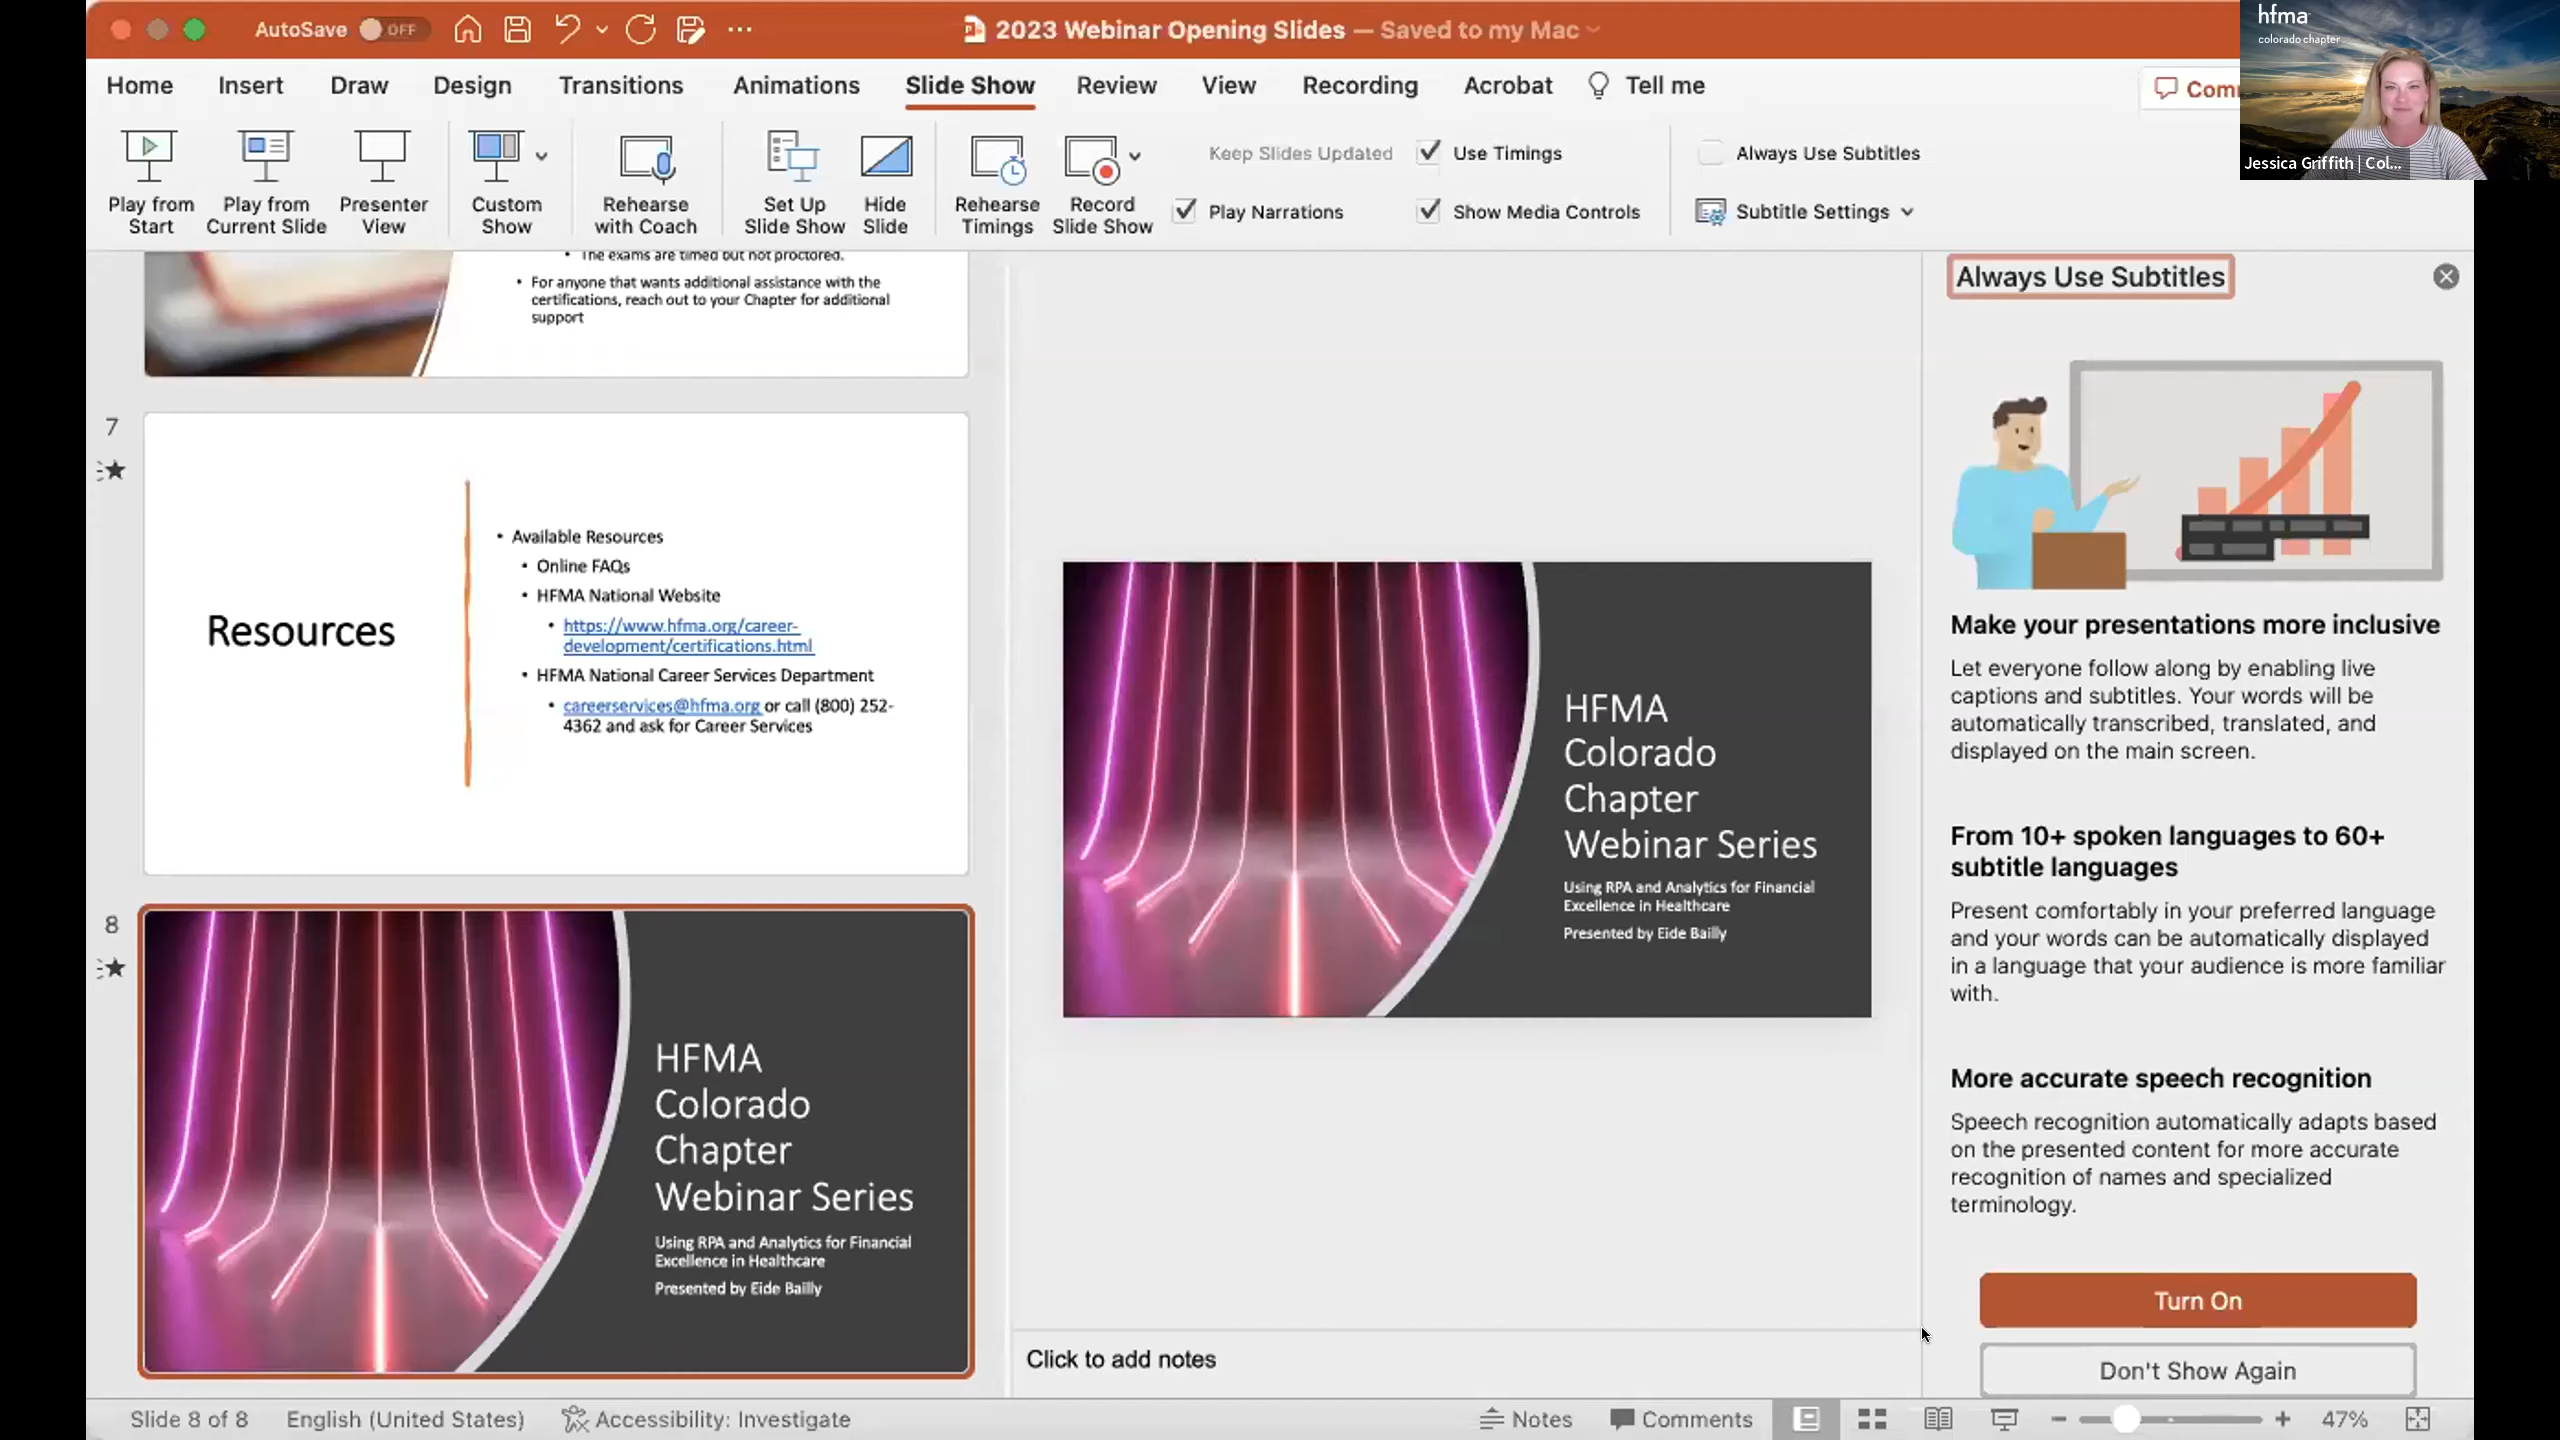 AutoSave OFF
2023 Webinar Opening Slides — Saved to my Mac
hfma
colorado chapter
Jessica Griffith | Col...
Home Insert Draw Design Transitions Animations Slide Show Review View Recording Acrobat Tell me
Play from Start
Play from Current Slide
Presenter View
Custom Show
Rehearse with Coach
Set Up Slide Show
Hide Slide
Rehearse Timings
Record Slide Show
Keep Slides Updated
Play Narrations
Use Timings
Show Media Controls
Always Use Subtitles
Subtitle Settings
• The exams are timed but not proctored.
• For anyone that wants additional assistance with the
certifications, reach out to your Chapter for additional
support
7
Resources
• Available Resources
• Online FAQs
• HFMA National Website
• https://www.hfma.org/career-
development/certifications.html
• HFMA National Career Services Department
• careerservices@hfma.org or call (800) 252-
4362 and ask for Career Services
8
HFMA
Colorado
Chapter
Webinar Series
Using RPA and Analytics for Financial
Excellence in Healthcare
Presented by Eide Bailly
HFMA
Colorado
Chapter
Webinar Series
Using RPA and Analytics for Financial
Excellence in Healthcare
Presented by Eide Bailly
Click to add notes
Always Use Subtitles
Make your presentations more inclusive
Let everyone follow along by enabling live
captions and subtitles. Your words will be
automatically transcribed, translated, and
displayed on the main screen.
From 10+ spoken languages to 60+
subtitle languages
Present comfortably in your preferred language
and your words can be automatically displayed
in a language that your audience is more familiar
with.
More accurate speech recognition
Speech recognition automatically adapts based
on the presented content for more accurate
recognition of names and specialized
terminology.
Turn On
Don't Show Again
Slide 8 of 8 English (United States) Accessibility: Investigate Notes Comments 47%